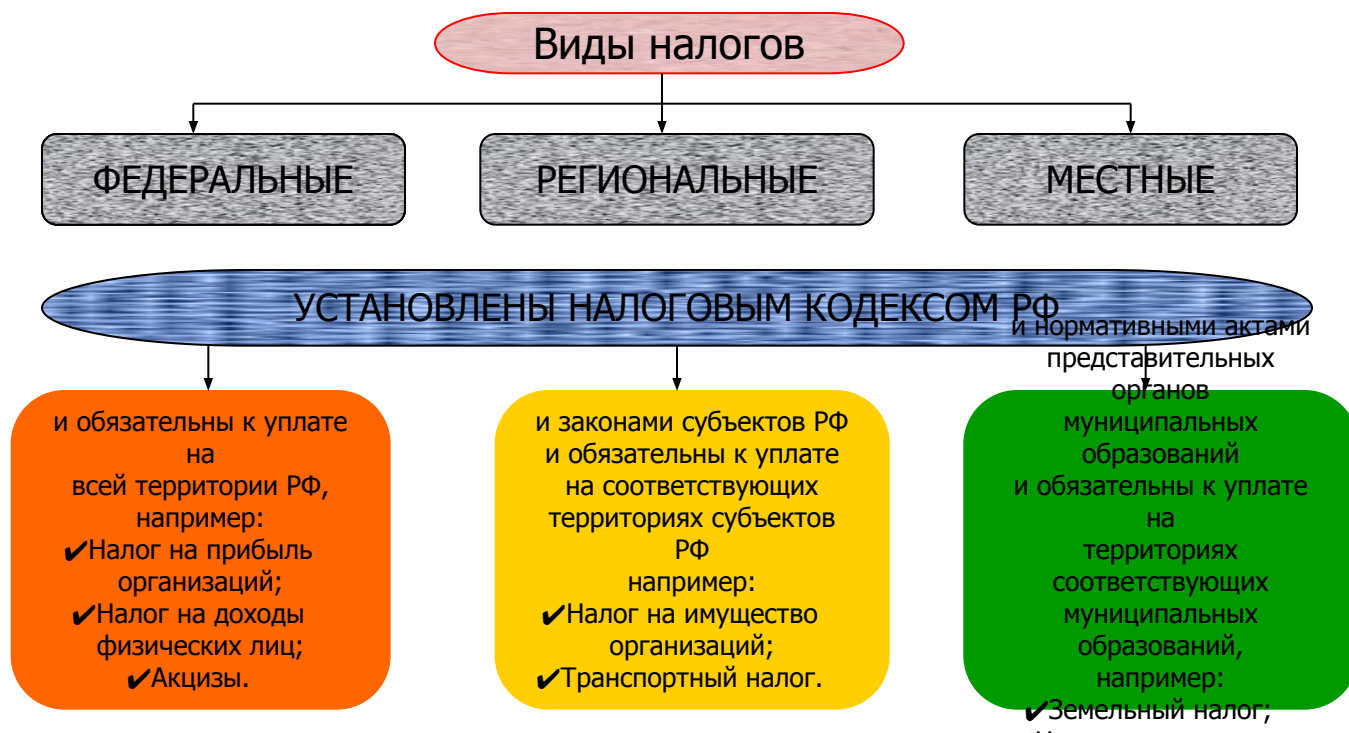 Виды налогов
ФЕДЕРАЛЬНЫЕ
РЕГИОНАЛЬНЫЕ
МЕСТНЫЕ
УСТАНОВЛЕНЫ НАЛОГОВЫМ КОДЕКСОМ РФ
и обязательны к уплате
на
всей территории РФ,
например:
✔Налог на прибыль
организаций;
✔Налог на доходы
физических лиц;
✔Акцизы.
и законами субъектов РФ
и обязательны к уплате
на соответствующих
территориях субъектов
РФ
например:
✔Налог на имущество
организаций;
✔Транспортный налог.
и нормативными актами
представительных
органов
муниципальных
образований
и обязательны к уплате
на
территориях
соответствующих
муниципальных
образований,
например:
✔Земельный налог;